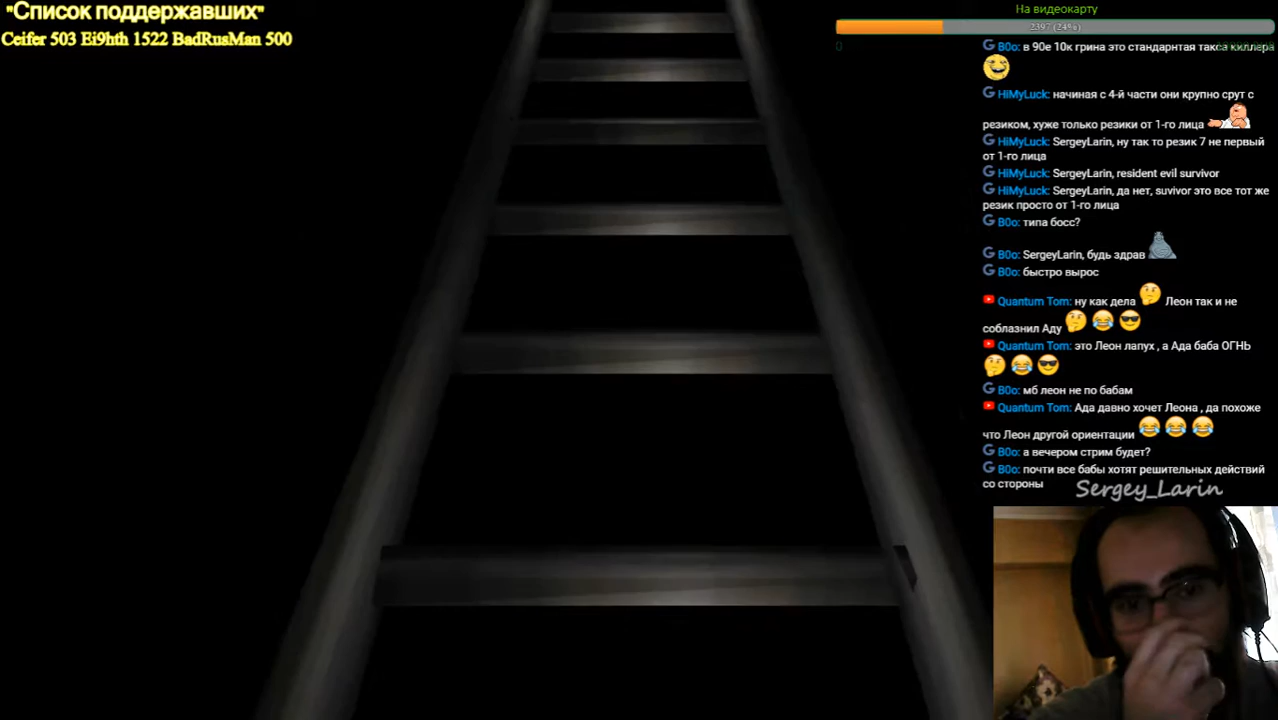 "Список поддержавших"
Ceifer 503 Ei9hth 1522 BadRusMan 500
На видеокарту
2397 (24%)
0
B0o: в 90е 10к грина это стандарнтая такса киллера
HiMyLuck: начиная с 4-й части они крупно срут с
резиком, хуже только резики от 1-го лица
HiMyLuck: SergeyLarin, ну так то резик 7 не первый
от 1-го лица
HiMyLuck: SergeyLarin, resident evil survivor
HiMyLuck: SergeyLarin, да нет, suvivor это все тот же
резик просто от 1-го лица
B0o: типа босс?
B0o: SergeyLarin, будь здрав
B0o: быстро вырос
Quantum Tom: ну как дела 🤔 Леон так и не
соблазнил Аду 🤔 😂 😎
Quantum Tom: это Леон лапух , а Ада баба ОГНЬ
🤔 😂 😎
B0o: мб леон не по бабам
Quantum Tom: Ада давно хочет Леона , да похоже
что Леон другой ориентации 😂 😂 😂
B0o: а вечером стрим будет?
B0o: почти все бабы хотят решительных действий
со стороны
Sergey_Larin